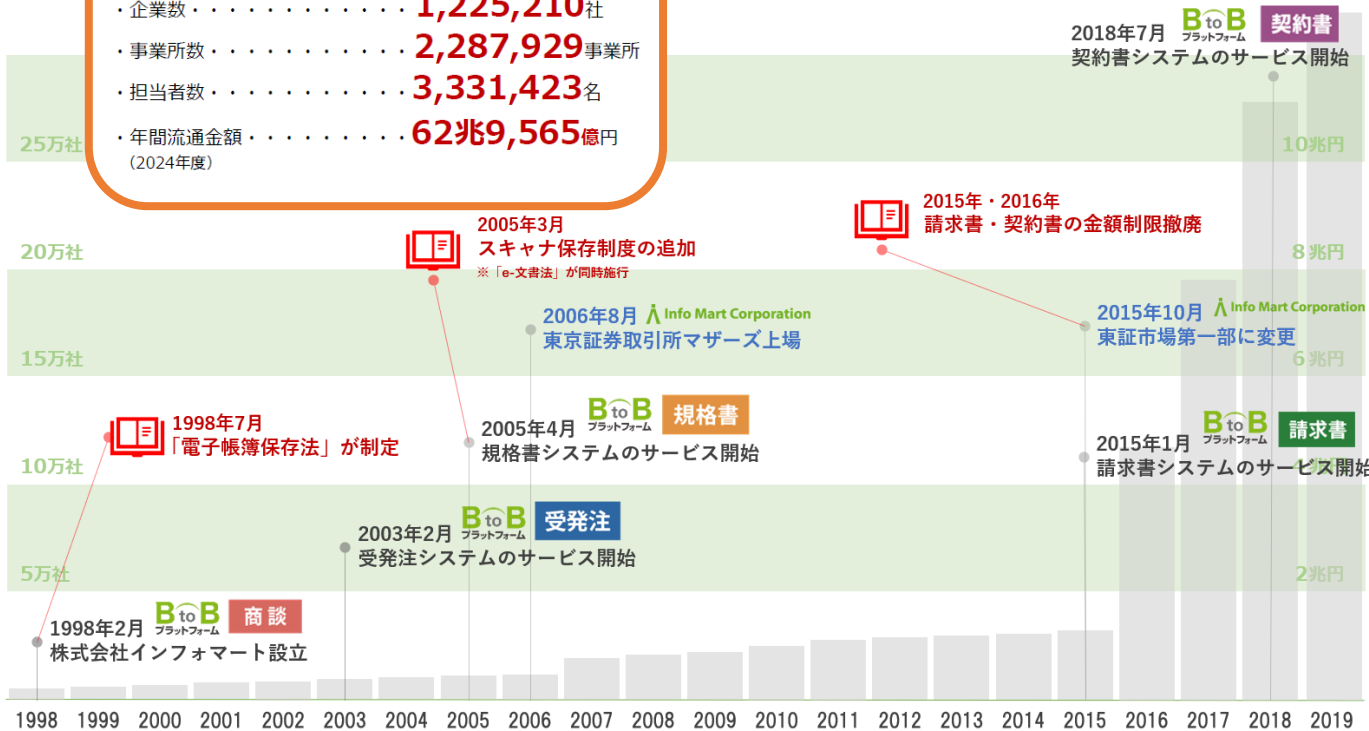 ・企業数・・・・・・・・・・・・1,225,210社
・事業所数・・・・・・・・・・・2,287,929事業所
・担当者数・・・・・・・・・・・3,331,423名
・年間流通金額・・・・・・・・・62兆9,565億円
（2024年度）
2018年7月 BtoB プラットフォーム 契約書
契約書システムのサービス開始
25万社
10兆円
2015年・2016年
請求書・契約書の金額制限撤廃
2005年3月
スキャナ保存制度の追加
※「e-文書法」が同時施行
20万社
8兆円
2006年8月 Info Mart Corporation
東京証券取引所マザーズ上場
2015年10月 Info Mart Corporation
東証市場第一部に変更
15万社
6兆円
1998年7月
「電子帳簿保存法」が制定
2005年4月 BtoB プラットフォーム 規格書
規格書システムのサービス開始
2015年1月 BtoB プラットフォーム 請求書
請求書システムのサービス開始
10万社
4兆円
2003年2月 BtoB プラットフォーム 受発注
受発注システムのサービス開始
5万社
2兆円
1998年2月 BtoB プラットフォーム 商談
株式会社インフォマート設立
1998 1999 2000 2001 2002 2003 2004 2005 2006 2007 2008 2009 2010 2011 2012 2013 2014 2015 2016 2017 2018 2019